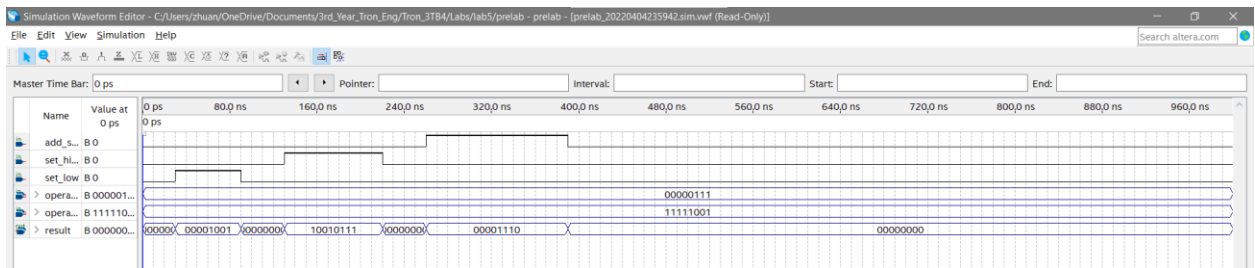 Simulation Waveform Editor - C:/Users/zhuan/OneDrive/Documents/3rd_Year_Tron_Eng/Tron_3TB4/Labs/lab5/prelab - prelab - [prelab_20220404235942.sim.vwf (Read-Only)]
File Edit View Simulation Help
Search altera.com
Master Time Bar: 0 ps Pointer: Interval: Start: End:
Name Value at 0 ps
0 ps 80.0 ns 160.0 ns 240.0 ns 320.0 ns 400.0 ns 480.0 ns 560.0 ns 640.0 ns 720.0 ns 800.0 ns 880.0 ns 960.0 ns
0 ps
add_s... B 0
set_hi... B 0
set_low B 0
opera... B 000001... 00000111
opera... B 111110... 11111001
result B 000000... 00001001 10010111 00001110 00000000